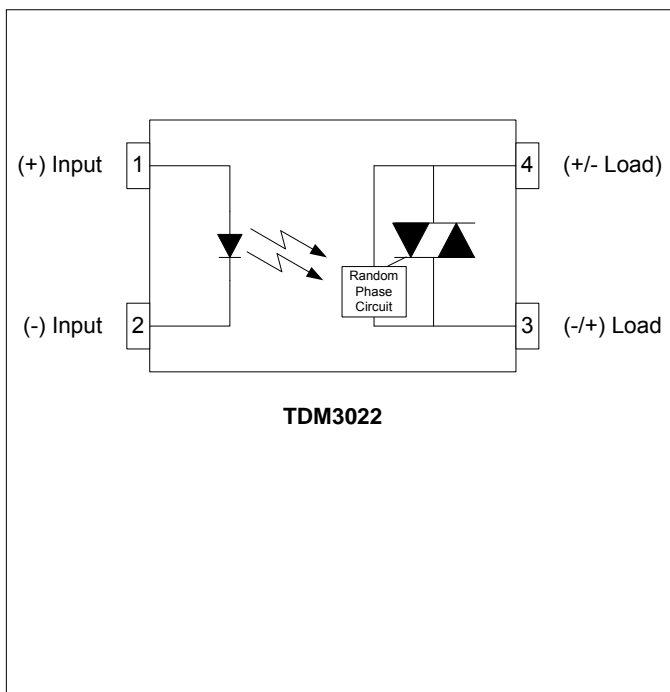 (+) Input 1
4 (+/- Load)
Random
Phase
Circuit
(-) Input 2
3 (-/+) Load
TDM3022